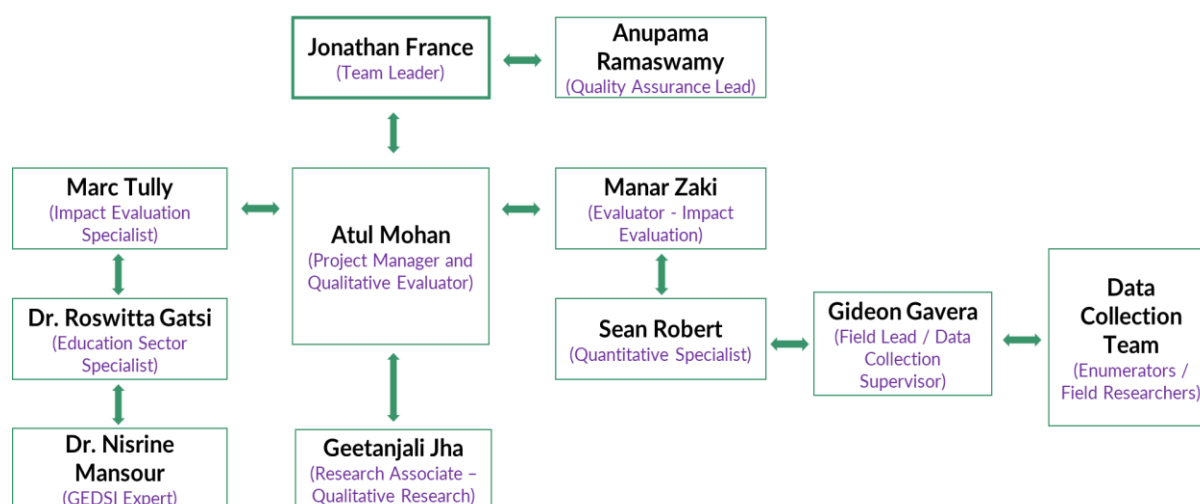 Jonathan France
(Team Leader)
Anupama
Ramaswamy
(Quality Assurance Lead)
Marc Tully
(Impact Evaluation
Specialist)
Atul Mohan
(Project Manager and
Qualitative Evaluator)
Manar Zaki
(Evaluator - Impact
Evaluation)
Dr. Roswitta Gatsi
(Education Sector
Specialist)
Sean Robert
(Quantitative Specialist)
Gideon Gavera
(Field Lead / Data
Collection
Supervisor)
Data
Collection
Team
(Enumerators /
Field Researchers)
Dr. Nisrine
Mansour
(GEDSI Expert)
Geetanjali Jha
(Research Associate –
Qualitative Research)